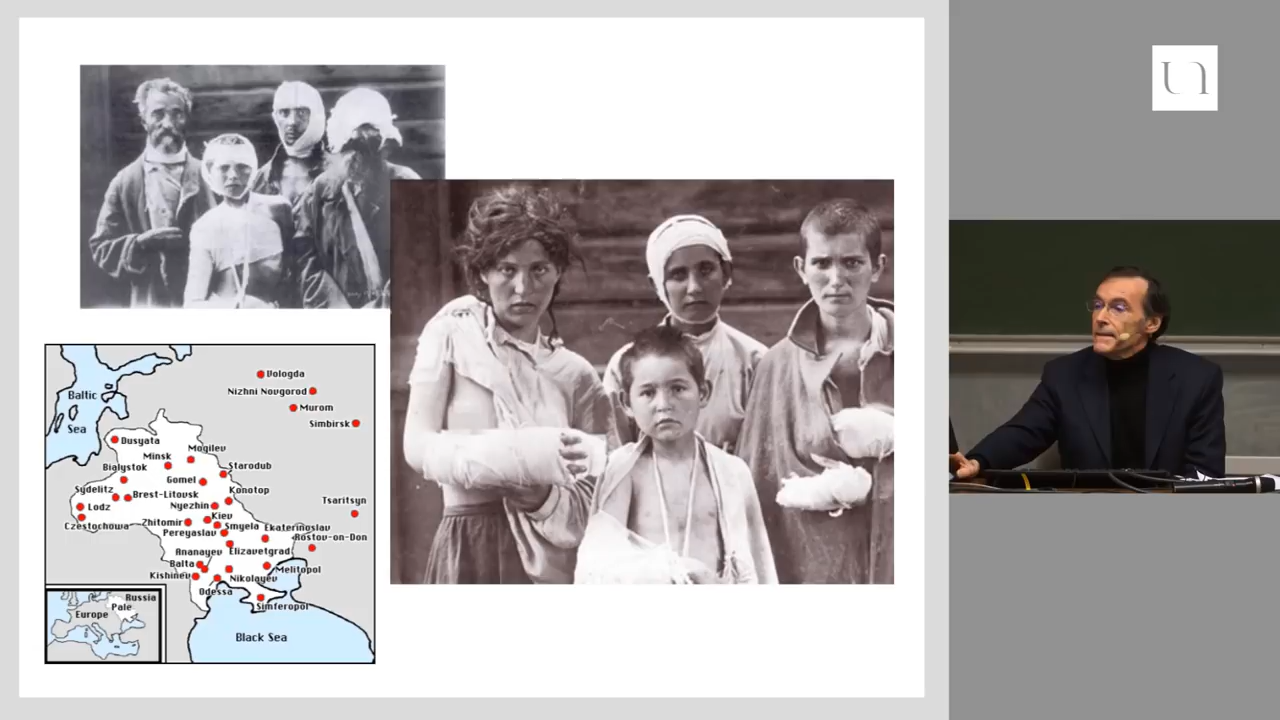 Baltic
Sea
Vologda
Nizhni Novgorod
Murom
Simbirsk
Dusyata
Minsk
Mogilev
Bialystok
Starodub
Gomel
Sydelitz
Brest-Litovsk
Konotop
Lodz
Nyezhin
Tsaritsyn
Czestochowa
Zhitomir
Kiev
Smyela
Ekaterinoslav
Pereyaslav
Rostov-on-Don
Ananayev
Elizavetgrad
Balta
Melitopol
Kishinev
Nikolayev
Odessa
Simferopol
Black Sea
Russia
Pale
Europe
un